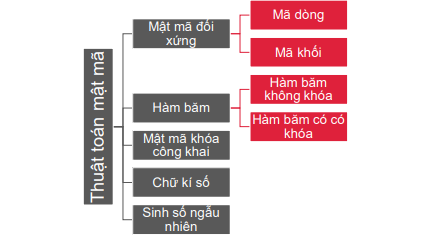 Thuật toán mật mã
Mật mã đối
xứng
Mã dòng
Mã khối
Hàm băm
Hàm băm
không khóa
Hàm băm có có
khóa
Mật mã khóa
công khai
Chữ kí số
Sinh số ngẫu
nhiên